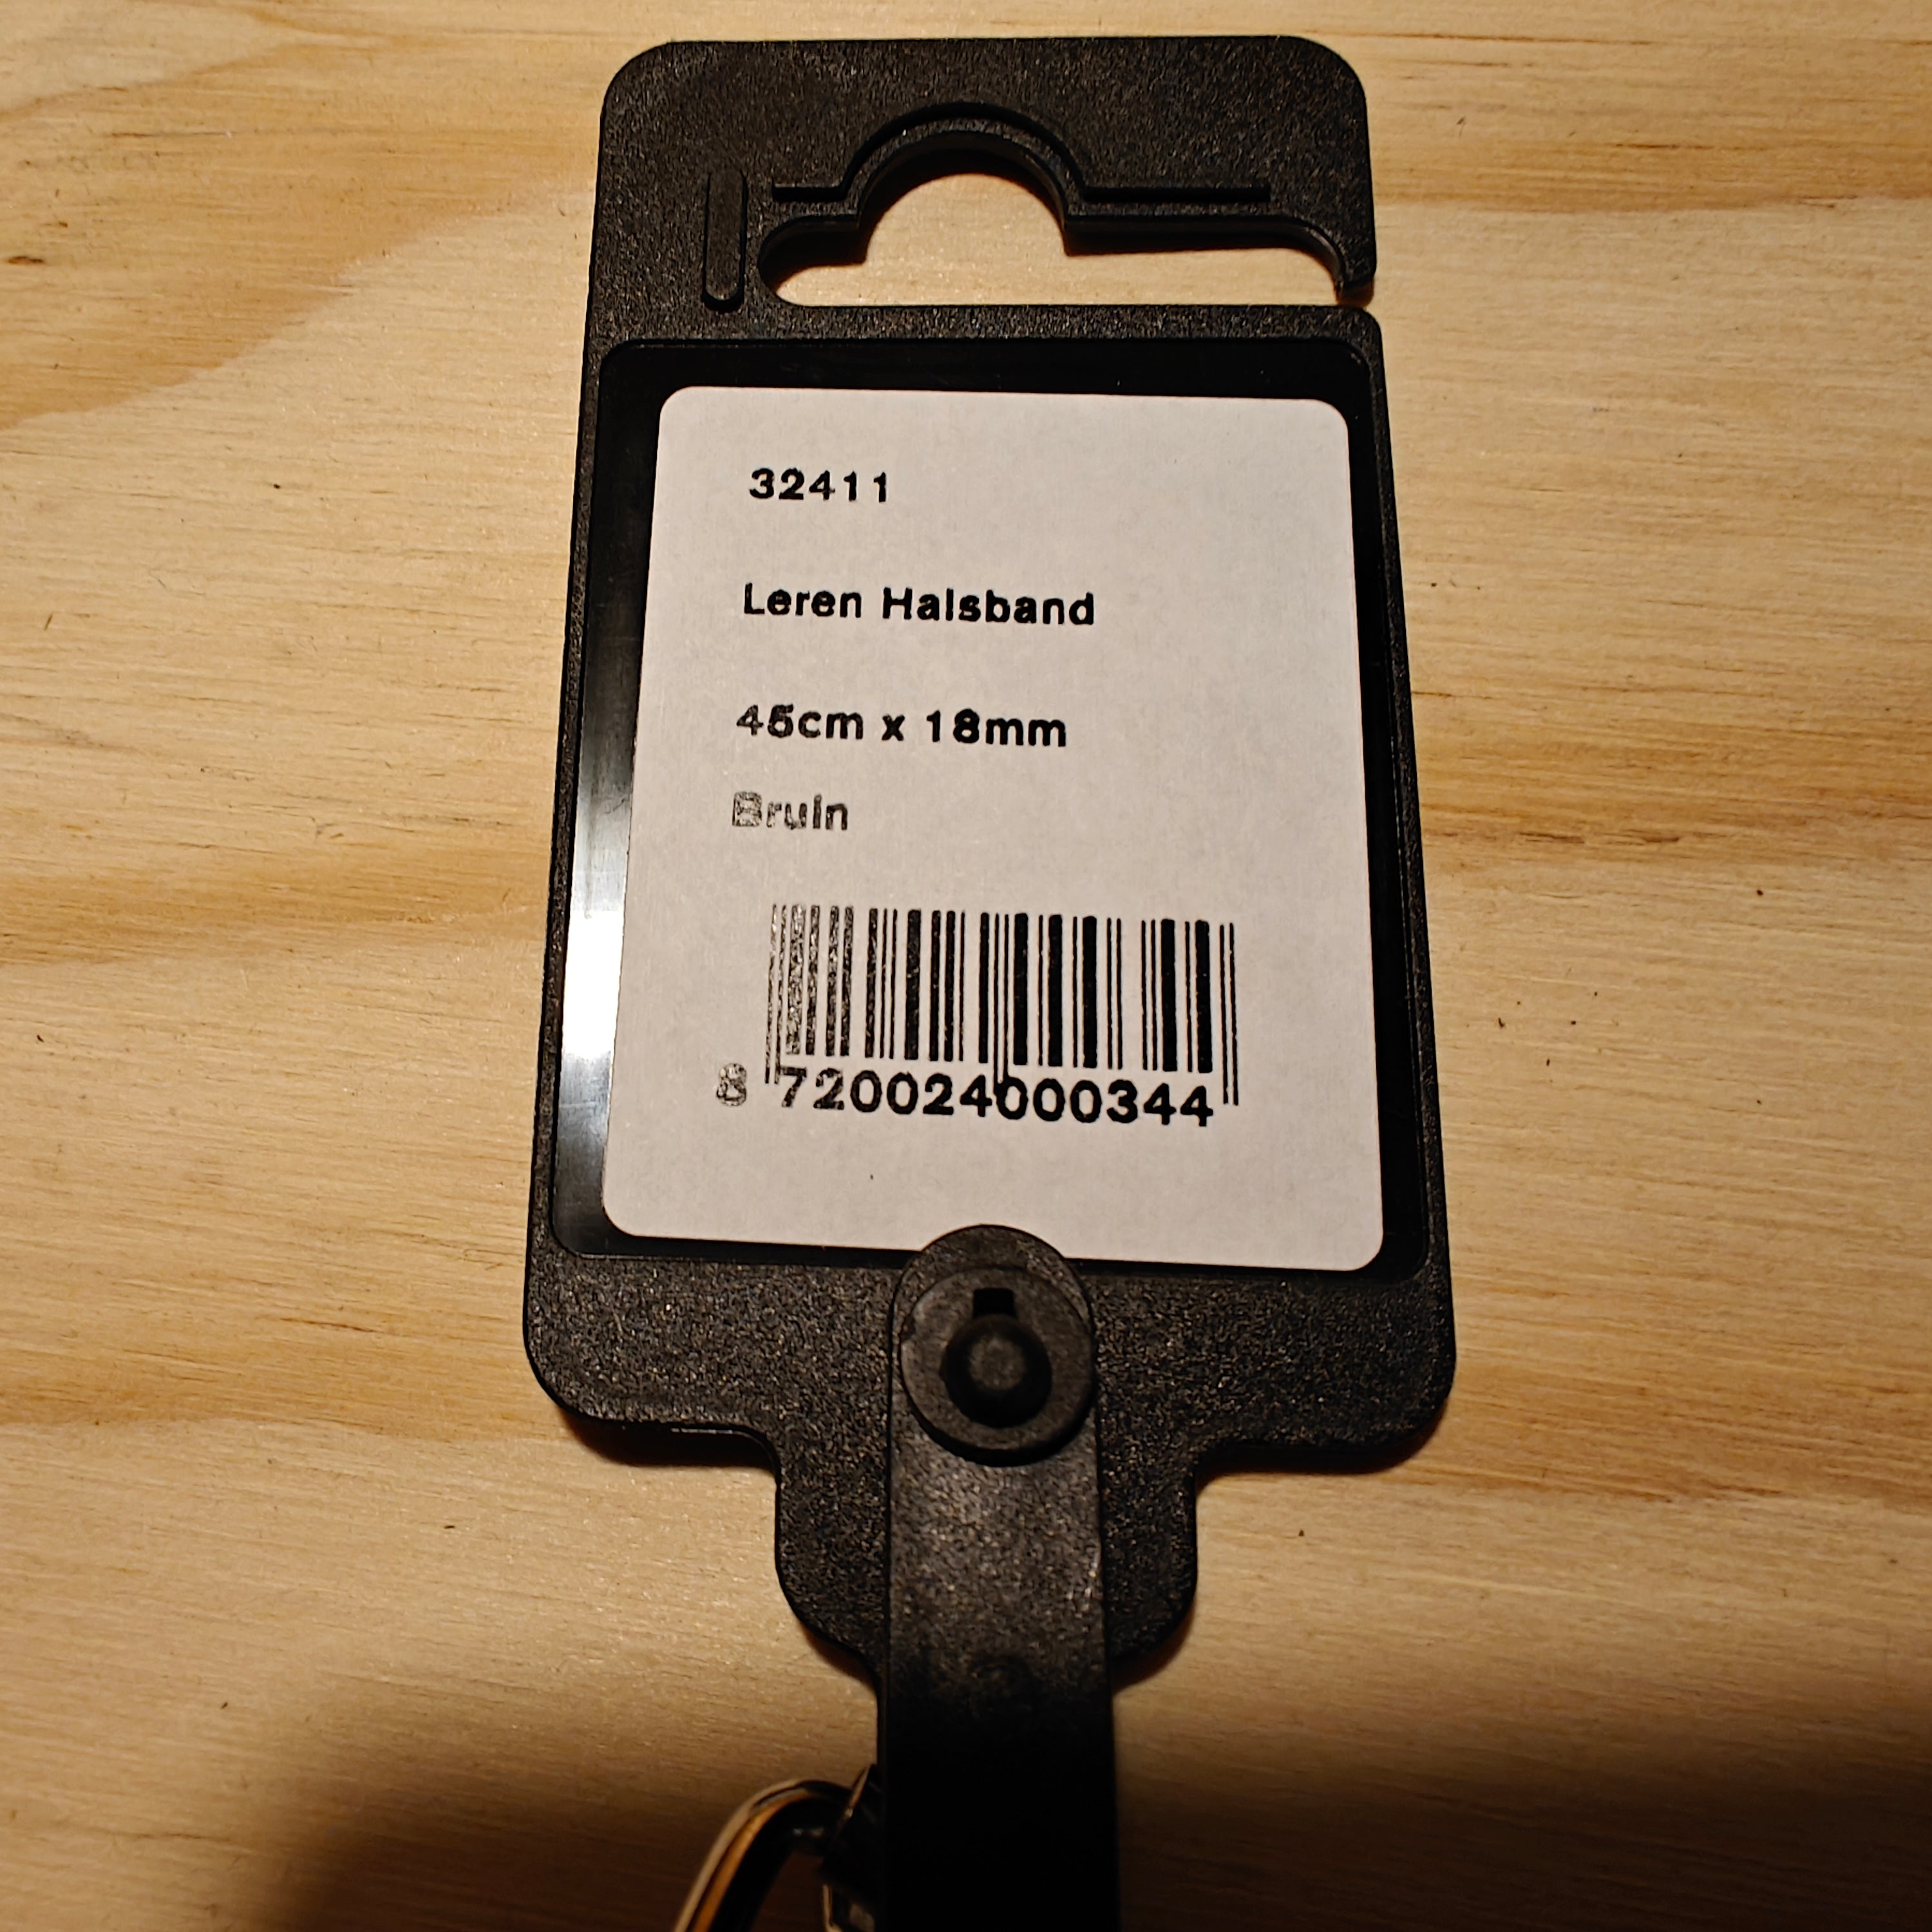 32411
Leren Halsband
45cm x 18mm
Bruin
8 720024000344